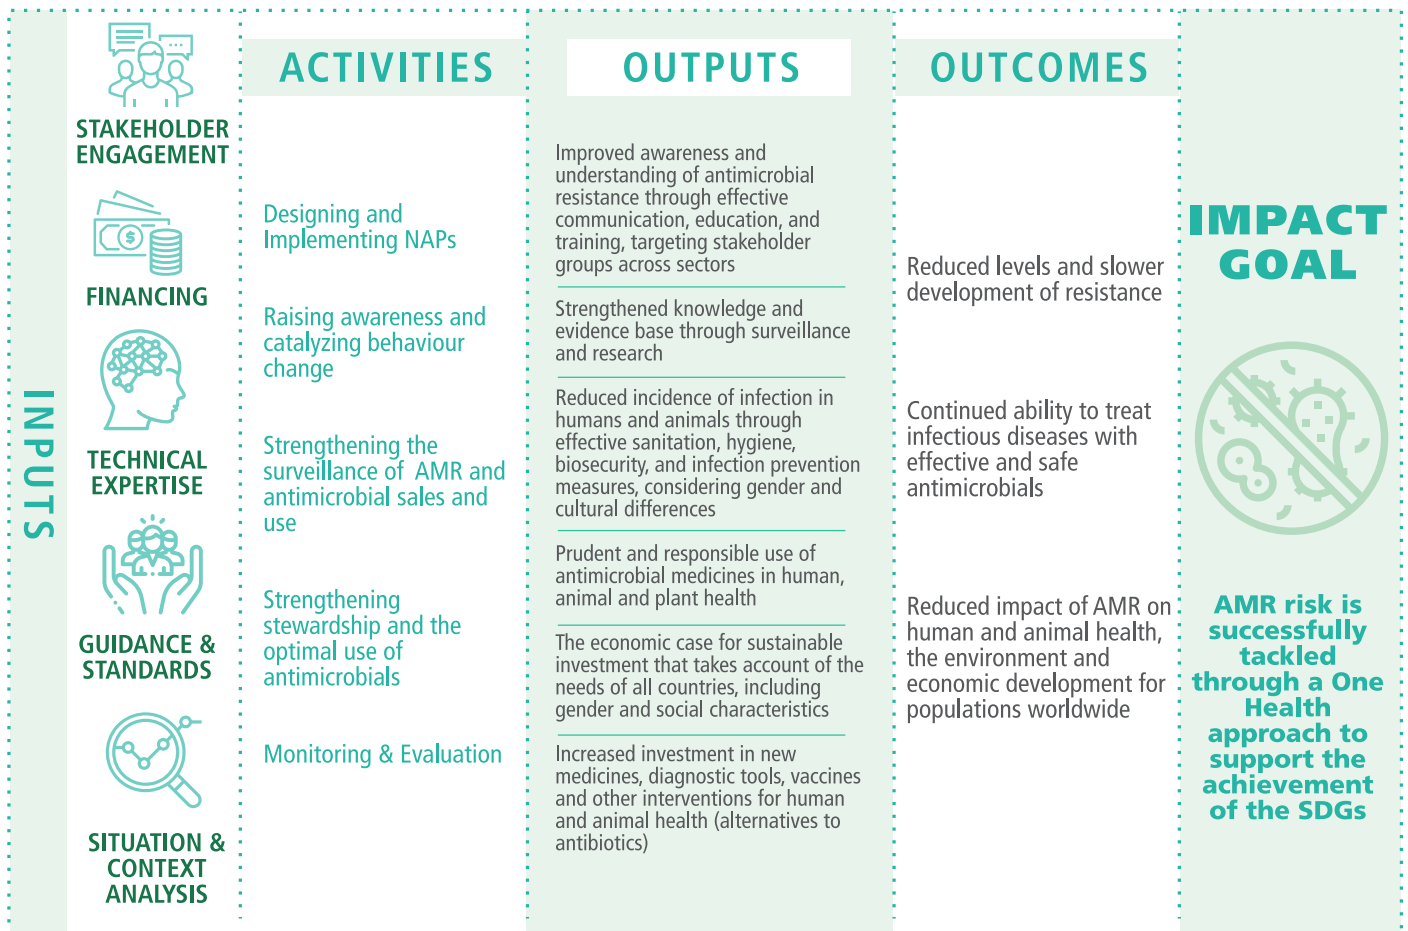 INPUTS
STAKEHOLDER
ENGAGEMENT
FINANCING
TECHNICAL
EXPERTISE
GUIDANCE &
STANDARDS
SITUATION &
CONTEXT
ANALYSIS
ACTIVITIES
Designing and
Implementing NAPs
Raising awareness and
catalyzing behaviour
change
Strengthening the
surveillance of AMR and
antimicrobial sales and
use
Strengthening
stewardship and the
optimal use of
antimicrobials
Monitoring & Evaluation
OUTPUTS
Improved awareness and
understanding of antimicrobial
resistance through effective
communication, education, and
training, targeting stakeholder
groups across sectors
Strengthened knowledge and
evidence base through surveillance
and research
Reduced incidence of infection in
humans and animals through
effective sanitation, hygiene,
biosecurity, and infection prevention
measures, considering gender and
cultural differences
Prudent and responsible use of
antimicrobial medicines in human,
animal and plant health
The economic case for sustainable
investment that takes account of the
needs of all countries, including
gender and social characteristics
Increased investment in new
medicines, diagnostic tools, vaccines
and other interventions for human
and animal health (alternatives to
antibiotics)
OUTCOMES
Reduced levels and slower
development of resistance
Continued ability to treat
infectious diseases with
effective and safe
antimicrobials
Reduced impact of AMR on
human and animal health,
the environment and
economic development for
populations worldwide
IMPACT
GOAL
AMR risk is
successfully
tackled
through a One
Health
approach to
support the
achievement
of the SDGs
$